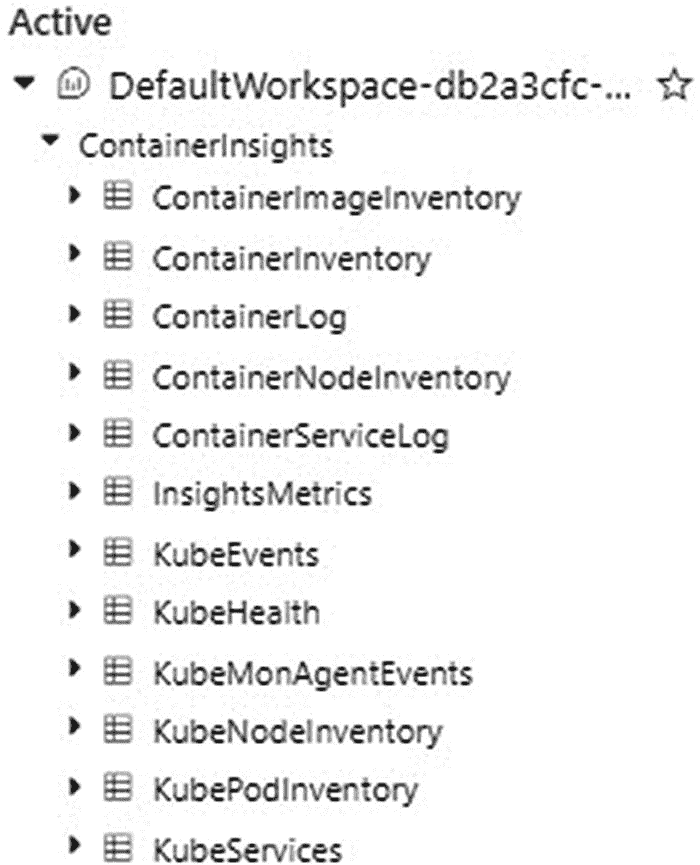 Active
DefaultWorkspace-db2a3cfc-...
ContainerInsights
ContainerImageInventory
ContainerInventory
ContainerLog
ContainerNodeInventory
ContainerServiceLog
InsightsMetrics
KubeEvents
KubeHealth
KubeMonAgentEvents
KubeNodeInventory
KubePodInventory
KubeServices